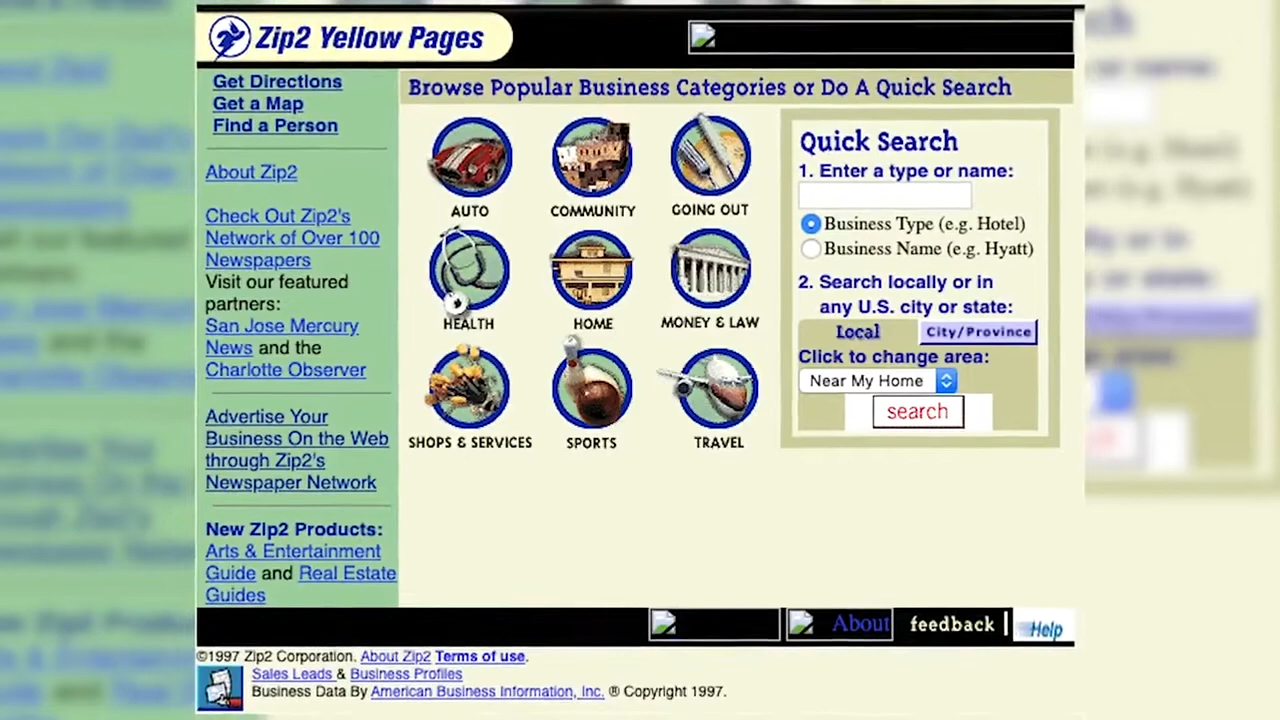 Zip2 Yellow Pages
Get Directions
Get a Map
Find a Person
About Zip2
Check Out Zip2's
Network of Over 100
Newspapers
Visit our featured
partners:
San Jose Mercury
News and the
Charlotte Observer
Advertise Your
Business On the Web
through Zip2's
Newspaper Network
New Zip2 Products:
Arts & Entertainment
Guide and Real Estate
Guides
Browse Popular Business Categories or Do A Quick Search
AUTO
COMMUNITY
GOING OUT
HEALTH
HOME
MONEY & LAW
SHOPS & SERVICES
SPORTS
TRAVEL
Quick Search
1. Enter a type or name:
Business Type (e.g. Hotel)
Business Name (e.g. Hyatt)
2. Search locally or in
any U.S. city or state:
Local City/Province
Click to change area:
Near My Home
search
About feedback Help
©1997 Zip2 Corporation. About Zip2 Terms of use.
Sales Leads & Business Profiles
Business Data By American Business Information, Inc. ® Copyright 1997.